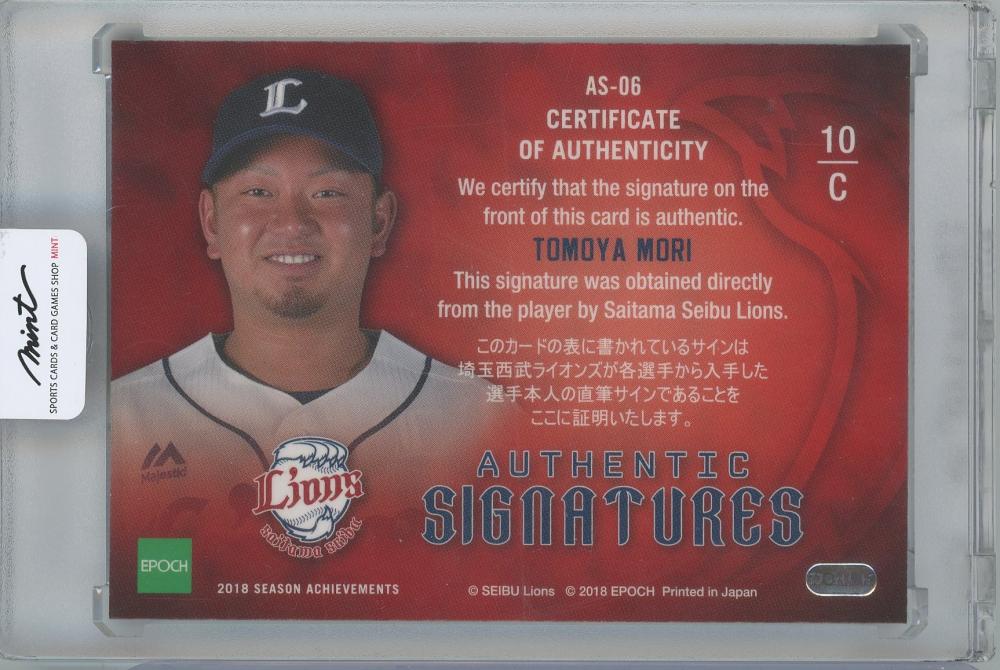 L
AS-06
CERTIFICATE
OF AUTHENTICITY
10
C
We certify that the signature on the
front of this card is authentic.
TOMOYA MORI
This signature was obtained directly
from the player by Saitama Seibu Lions.
このカードの表に書かれているサインは
埼玉西武ライオンズが各選手から入手した
選手本人の直筆サインであることを
ここに証明いたします。
AUTHENTIC
SIGNATURES
Majestic
Lions
Saitama Seibu
EPOCH
2018 SEASON ACHIEVEMENTS
© SEIBU Lions © 2018 EPOCH Printed in Japan
mint
SPORTS CARDS & CARD GAMES SHOP MINT